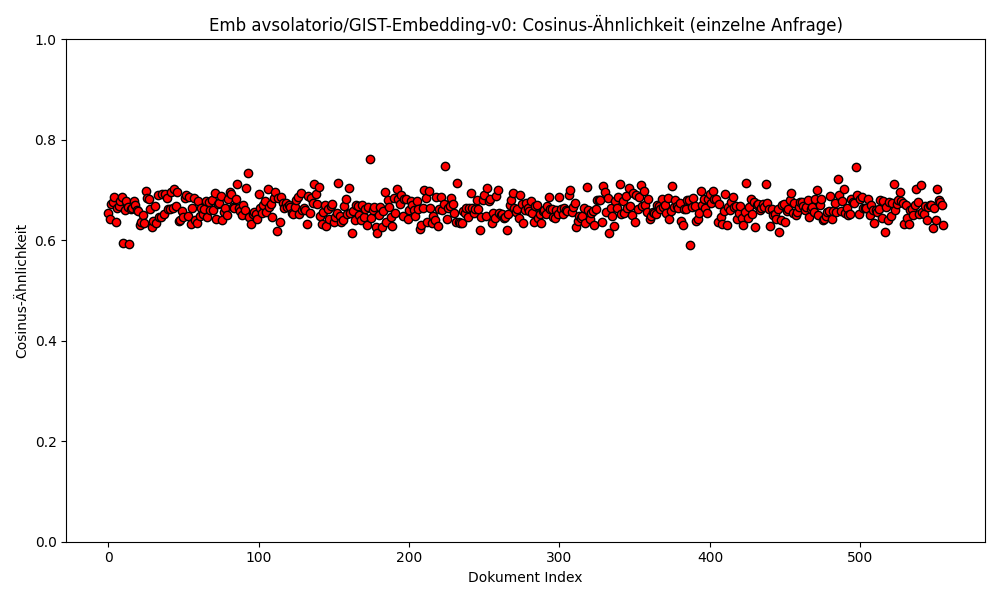 Emb avsolatorio/GIST-Embedding-v0: Cosinus-Ähnlichkeit (einzelne Anfrage)
1.0
0.8
0.6
0.4
0.2
0.0
Cosinus-Ähnlichkeit
0 100 200 300 400 500
Dokument Index